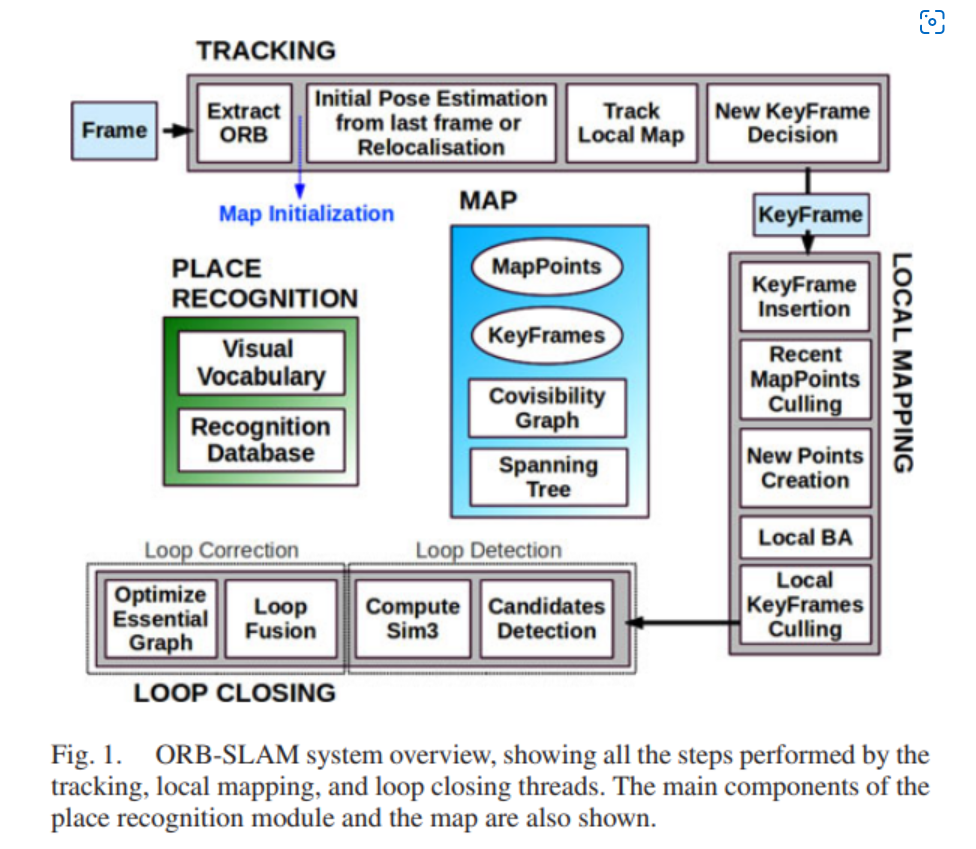 TRACKING
Frame
Extract
ORB
Initial Pose Estimation
from last frame or
Relocalisation
Track
Local Map
New KeyFrame
Decision
Map Initialization
KeyFrame
MAP
MapPoints
KeyFrames
Covisibility
Graph
Spanning
Tree
PLACE
RECOGNITION
Visual
Vocabulary
Recognition
Database
LOCAL MAPPING
KeyFrame
Insertion
Recent
MapPoints
Culling
New Points
Creation
Local BA
Local
KeyFrames
Culling
Loop Correction
Loop Detection
Optimize
Essential
Graph
Loop
Fusion
Compute
Sim3
Candidates
Detection
LOOP CLOSING
Fig. 1. ORB-SLAM system overview, showing all the steps performed by the
tracking, local mapping, and loop closing threads. The main components of the
place recognition module and the map are also shown.